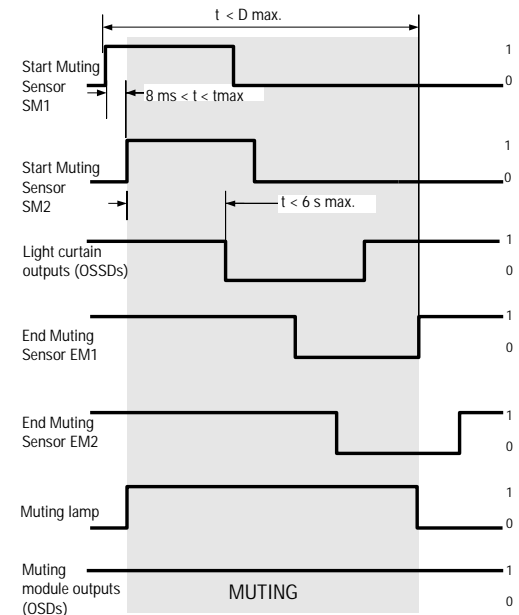 t < D max.
1
Start Muting
Sensor
SM1
0
8 ms < t < tmax
1
Start Muting
Sensor
SM2
0
t < 6 s max.
1
Light curtain
outputs (OSSDs)
0
1
End Muting
Sensor EM1
0
1
End Muting
Sensor EM2
0
1
Muting lamp
0
Muting
module outputs
(OSDs)
1
MUTING
0